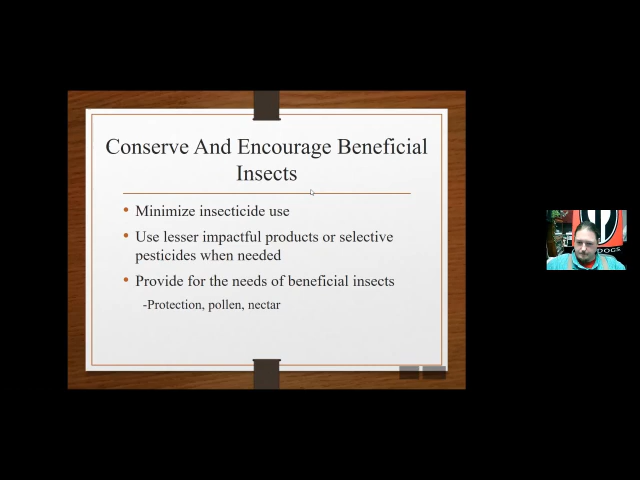 Conserve And Encourage Beneficial
Insects
• Minimize insecticide use
• Use lesser impactful products or selective
pesticides when needed
• Provide for the needs of beneficial insects
-Protection, pollen, nectar
DOGS